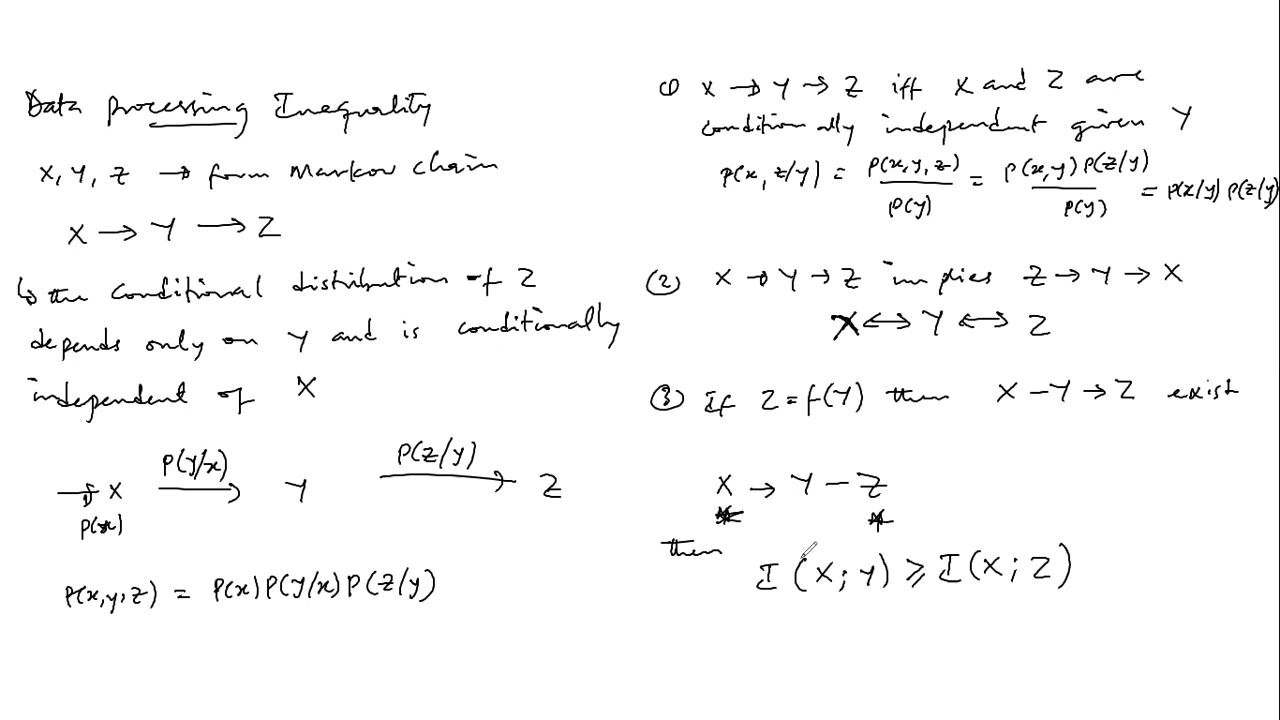 Data Processing Inequality
X, Y, Z → form Markov chain
X → Y → Z
↳ the conditional distribution of Z
depends only on Y and is conditionally
independent of X
→ X P(y/x) → Y P(z/y) → Z
p(x)
P(x,y,z) = P(x) P(y/x) P(z/y)
(1) X → Y → Z iff X and Z are
conditionally independent given Y
P(x, z/y) = P(x,y,z) / P(y) = P(x,y) P(z/y) / P(y) = P(x/y) P(z/y)
(2) X → Y → Z implies Z → Y → X
X ↔ Y ↔ Z
(3) If Z = f(Y) then X – Y → Z exist
X → Y – Z
then I(X; Y) ≥ I(X; Z)